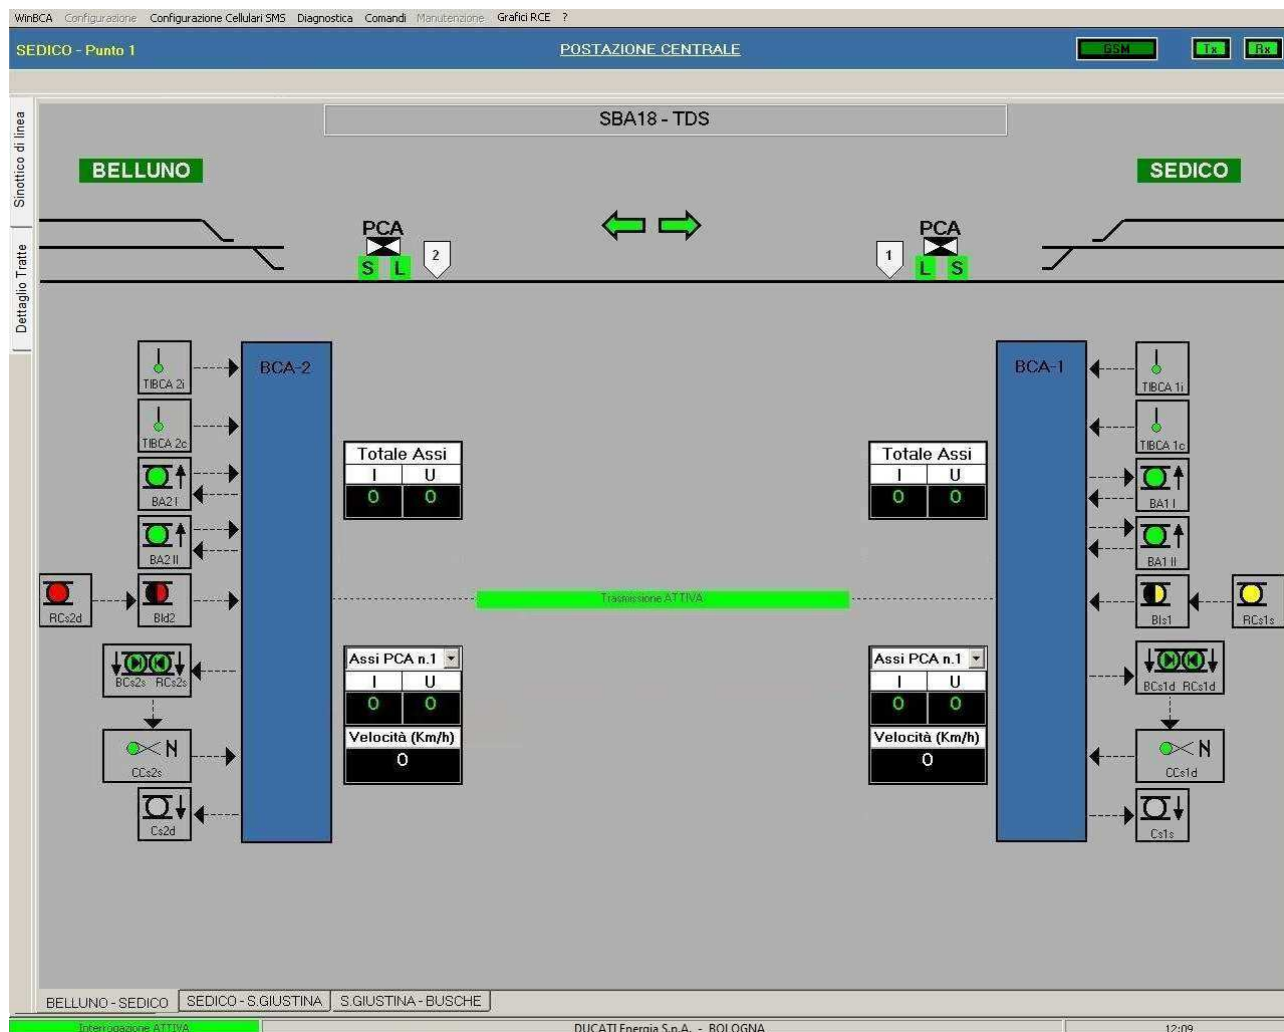 WinBCA Configurazione Configurazione Cellulari SMS Diagnostica Comandi Manutenzione Grafici RCE ?
SEDICO - Punto 1 POSTAZIONE CENTRALE GSM Tx Rx
Sinottico di linea
Dettaglio Tratte
SBA18 - TDS
BELLUNO SEDICO
PCA PCA
S L 2 1 L S
BCA-2 BCA-1
TIBCA 2i TIBCA 1i
TIBCA 2c TIBCA 1c
Totale Assi Totale Assi
I U I U
0 0 0 0
BA2 I BA1 I
BA2 II BA1 II
Trasmissione ATTIVA
RCs2d BId2 BIs1 RCs1s
Assi PCA n.1 Assi PCA n.1
I U I U
BCs2s RCs2s BCs1d RCs1d
0 0 0 0
Velocità (Km/h) Velocità (Km/h)
0 0
N N
CCs2s CCs1d
Cs2d Cs1s
BELLUNO - SEDICO SEDICO - S.GIUSTINA S.GIUSTINA - BUSCHE
Interrogazione ATTIVA DUCATI Energia S.p.A. - BOLOGNA 12:09